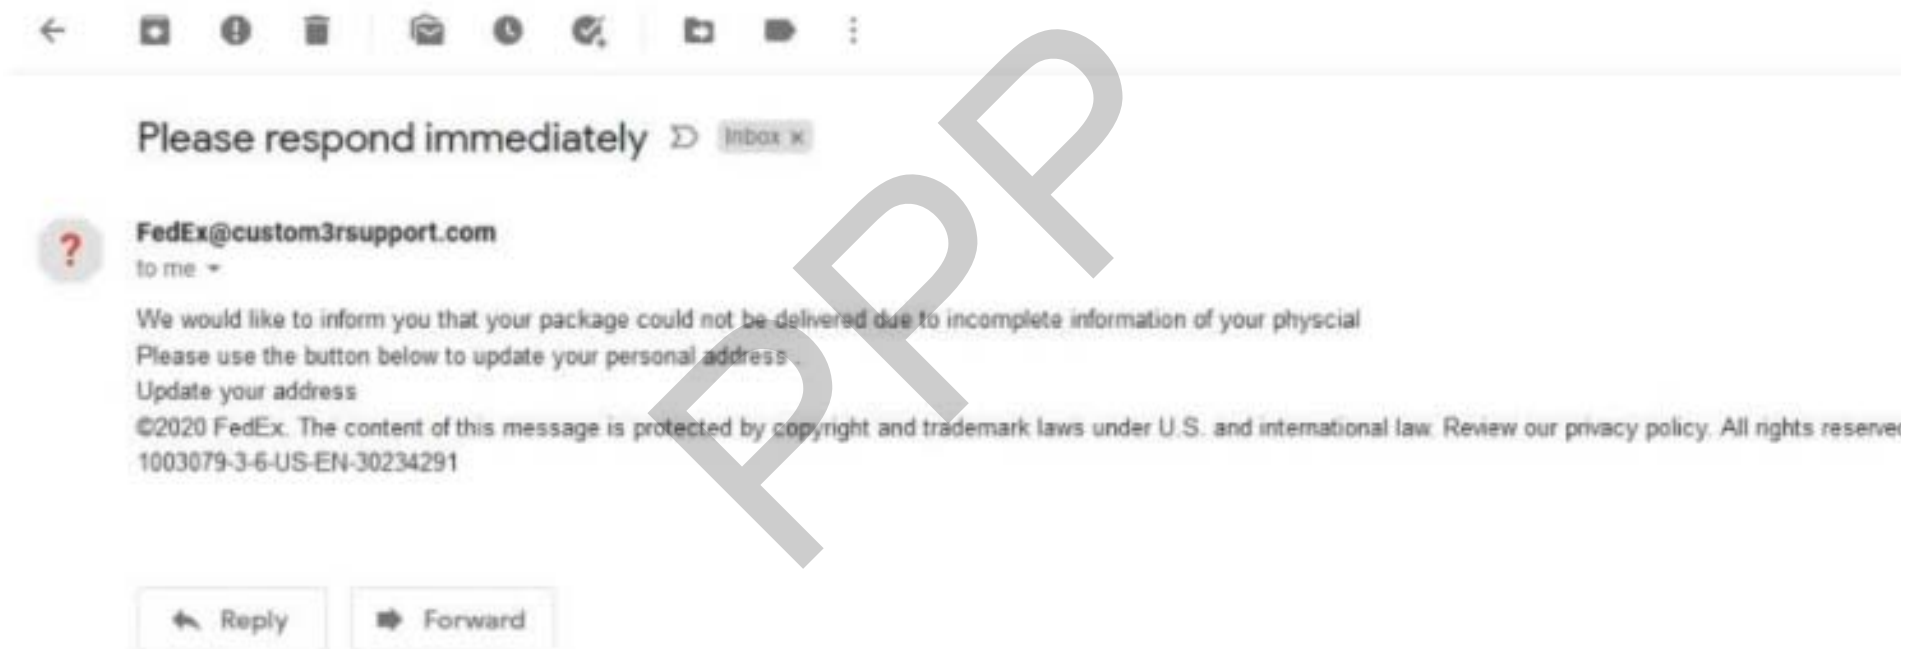 Please respond immediately Inbox x
FedEx@custom3rsupport.com
to me
We would like to inform you that your package could not be delivered due to incomplete information of your physcial
Please use the button below to update your personal address .
Update your address
©2020 FedEx. The content of this message is protected by copyright and trademark laws under U.S. and international law. Review our privacy policy. All rights reserved
1003079-3-6-US-EN-30234291
Reply Forward
PPP